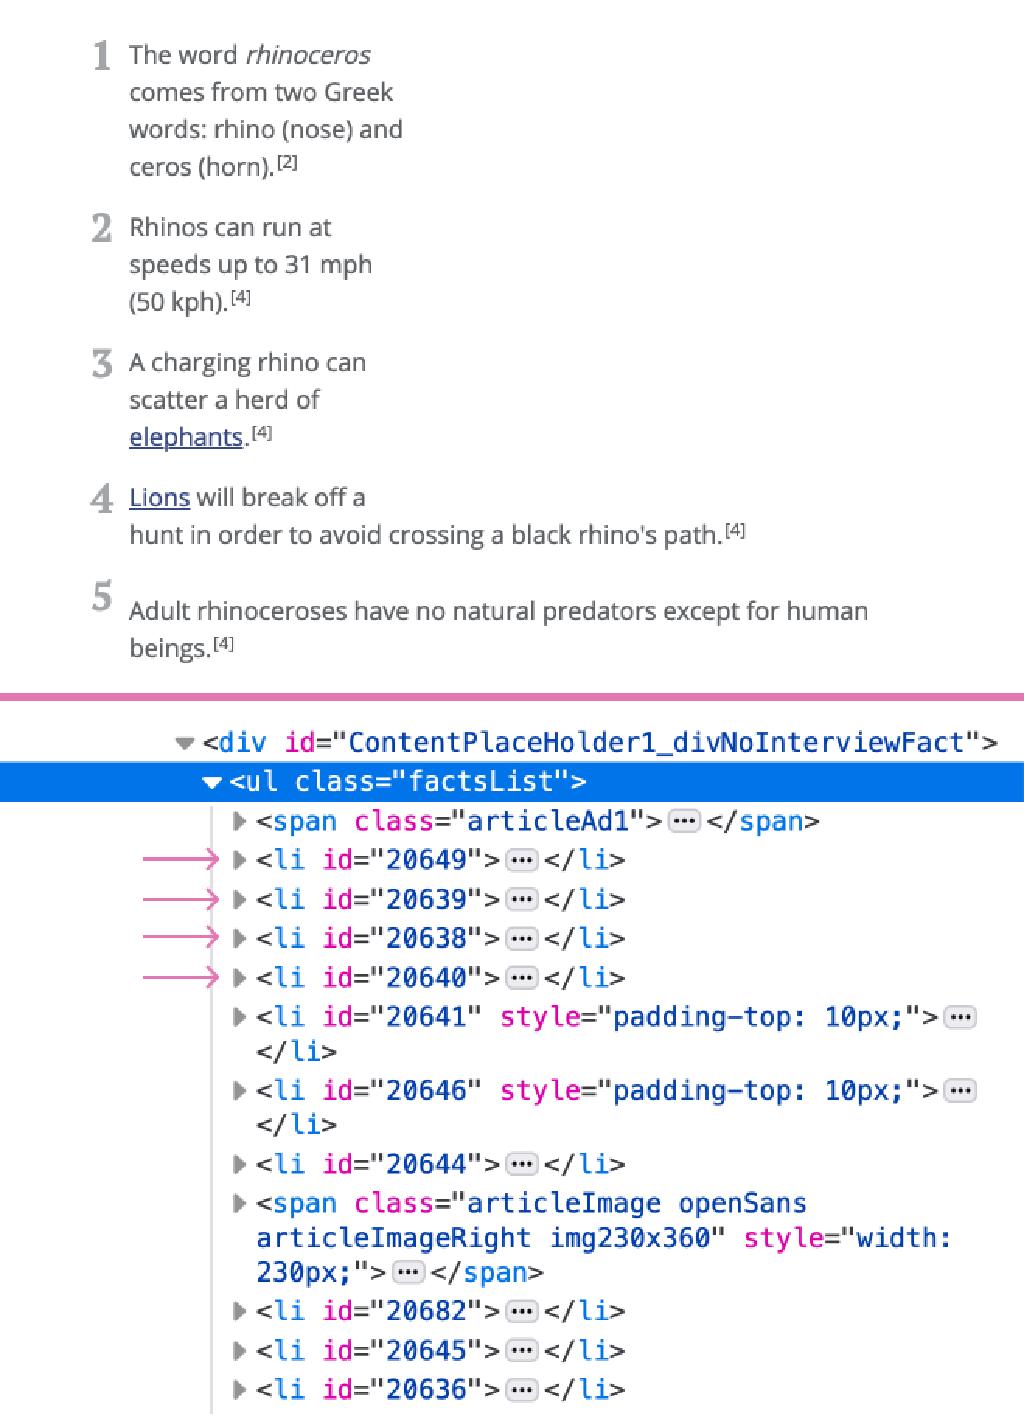 1 The word rhinoceros
comes from two Greek
words: rhino (nose) and
ceros (horn).[2]
2 Rhinos can run at
speeds up to 31 mph
(50 kph).[4]
3 A charging rhino can
scatter a herd of
elephants.[4]
4 Lions will break off a
hunt in order to avoid crossing a black rhino's path.[4]
5 Adult rhinoceroses have no natural predators except for human
beings.[4]
<div id="ContentPlaceHolder1_divNoInterviewFact">
<ul class="factsList">
<span class="articleAd1">…</span>
<li id="20649">…</li>
<li id="20639">…</li>
<li id="20638">…</li>
<li id="20640">…</li>
<li id="20641" style="padding-top: 10px;">…
</li>
<li id="20646" style="padding-top: 10px;">…
</li>
<li id="20644">…</li>
<span class="articleImage openSans
articleImageRight img230x360" style="width:
230px;">…</span>
<li id="20682">…</li>
<li id="20645">…</li>
<li id="20636">…</li>